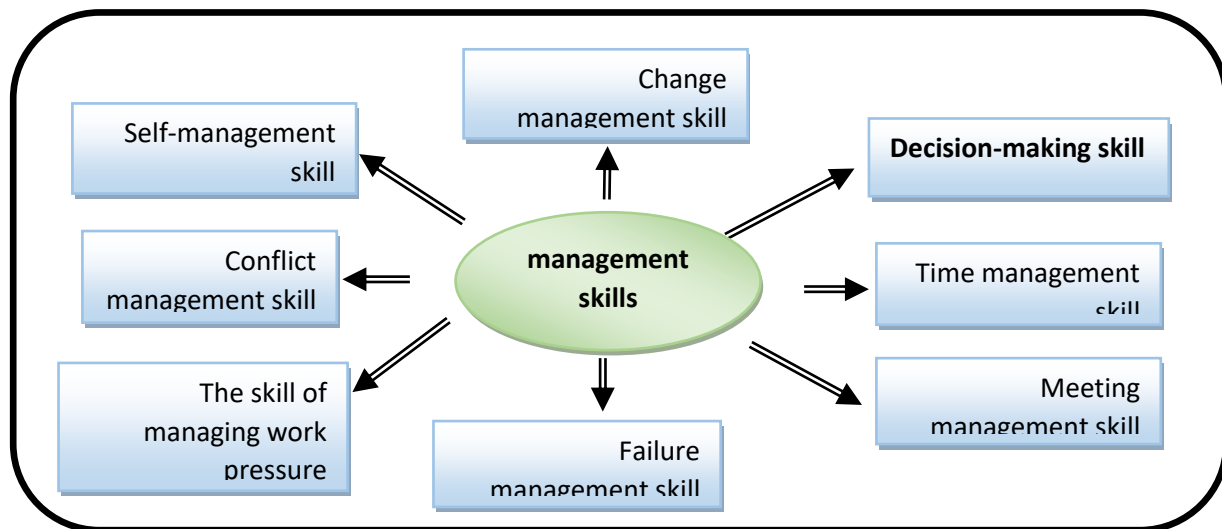 Change
management skill
Self-management
skill
Decision-making skill
management
skills
Conflict
management skill
Time management
skill
The skill of
managing work
pressure
Meeting
management skill
Failure
management skill